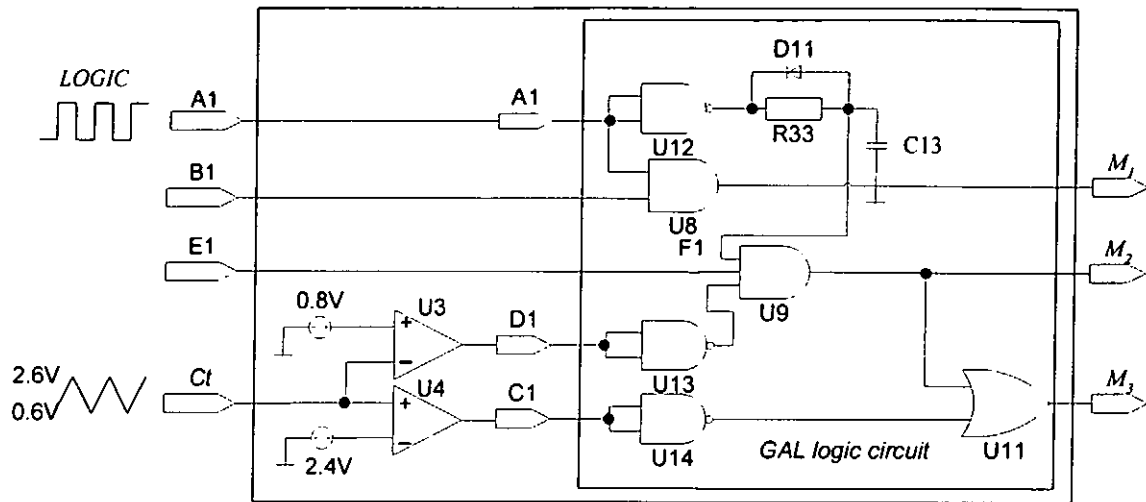 LOGIC
A1
A1
D11
R33
U12
C13
B1
U8
M1
E1
F1
U9
M2
0.8V
U3
D1
U13
2.6V
0.6V
Ct
U4
C1
2.4V
U14
GAL logic circuit
U11
M3